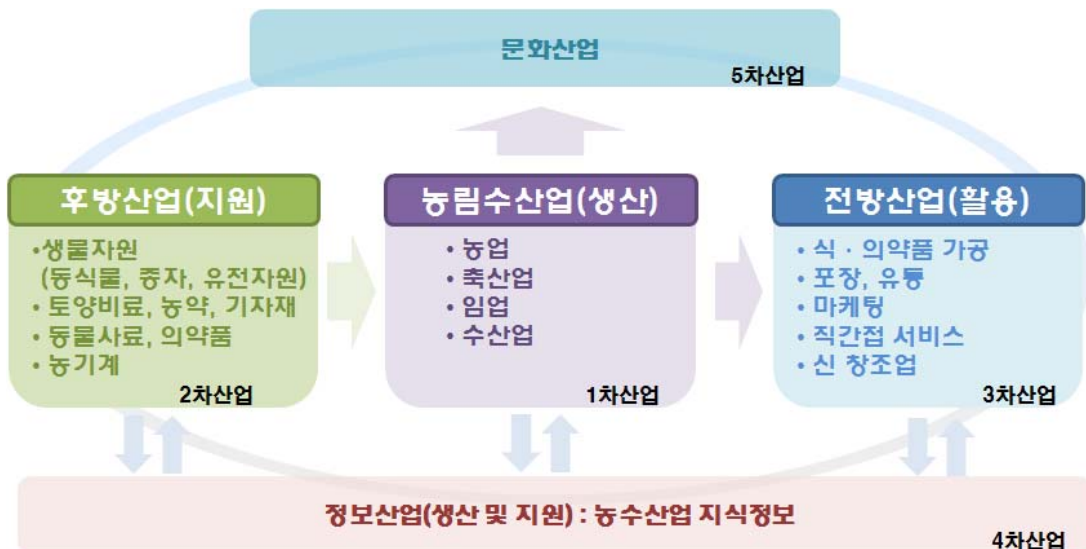 문화산업
5차산업
후방산업(지원)
•생물자원
(동식물, 종자, 유전자원)
• 토양비료, 농약, 기자재
• 동물사료, 의약품
• 농기계
2차산업
농림수산업(생산)
• 농업
• 축산업
• 임업
• 수산업
1차산업
전방산업(활용)
• 식 · 의약품 가공
• 포장, 유통
• 마케팅
• 직간접 서비스
• 신 창조업
3차산업
정보산업(생산 및 지원) : 농수산업 지식정보
4차산업